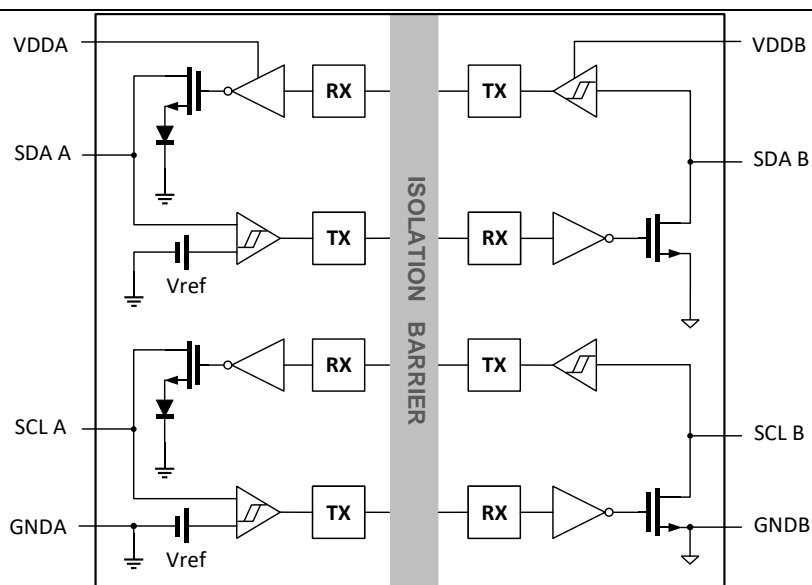 VDDA
VDDB
RX
TX
SDA A
SDA B
ISOLATION BARRIER
TX
RX
Vref
RX
TX
SCL A
SCL B
TX
RX
GNDA
GNDB
Vref